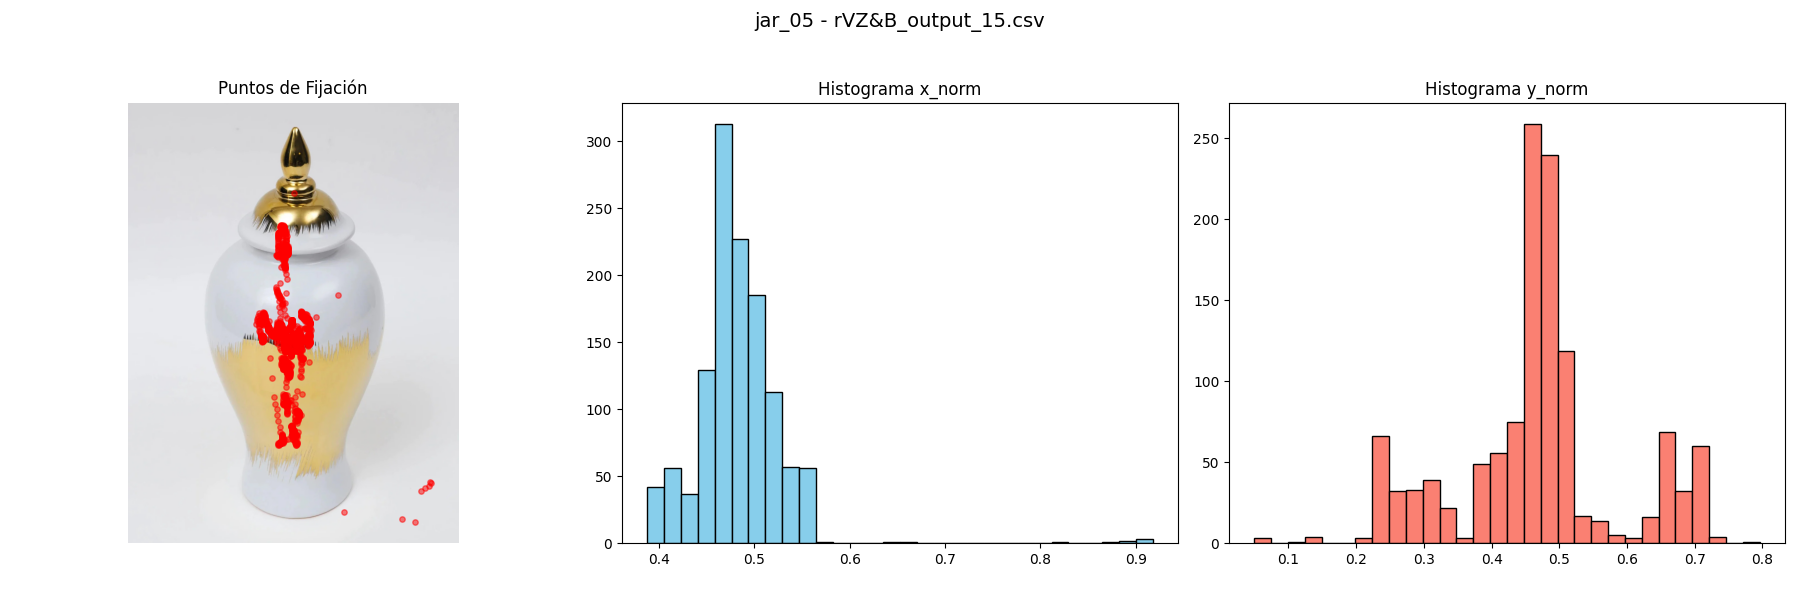 jar_05 - rVZ&B_output_15.csv
Puntos de Fijación
Histograma x_norm
300
250
200
150
100
50
0
0.4 0.5 0.6 0.7 0.8 0.9
Histograma y_norm
250
200
150
100
50
0
0.1 0.2 0.3 0.4 0.5 0.6 0.7 0.8